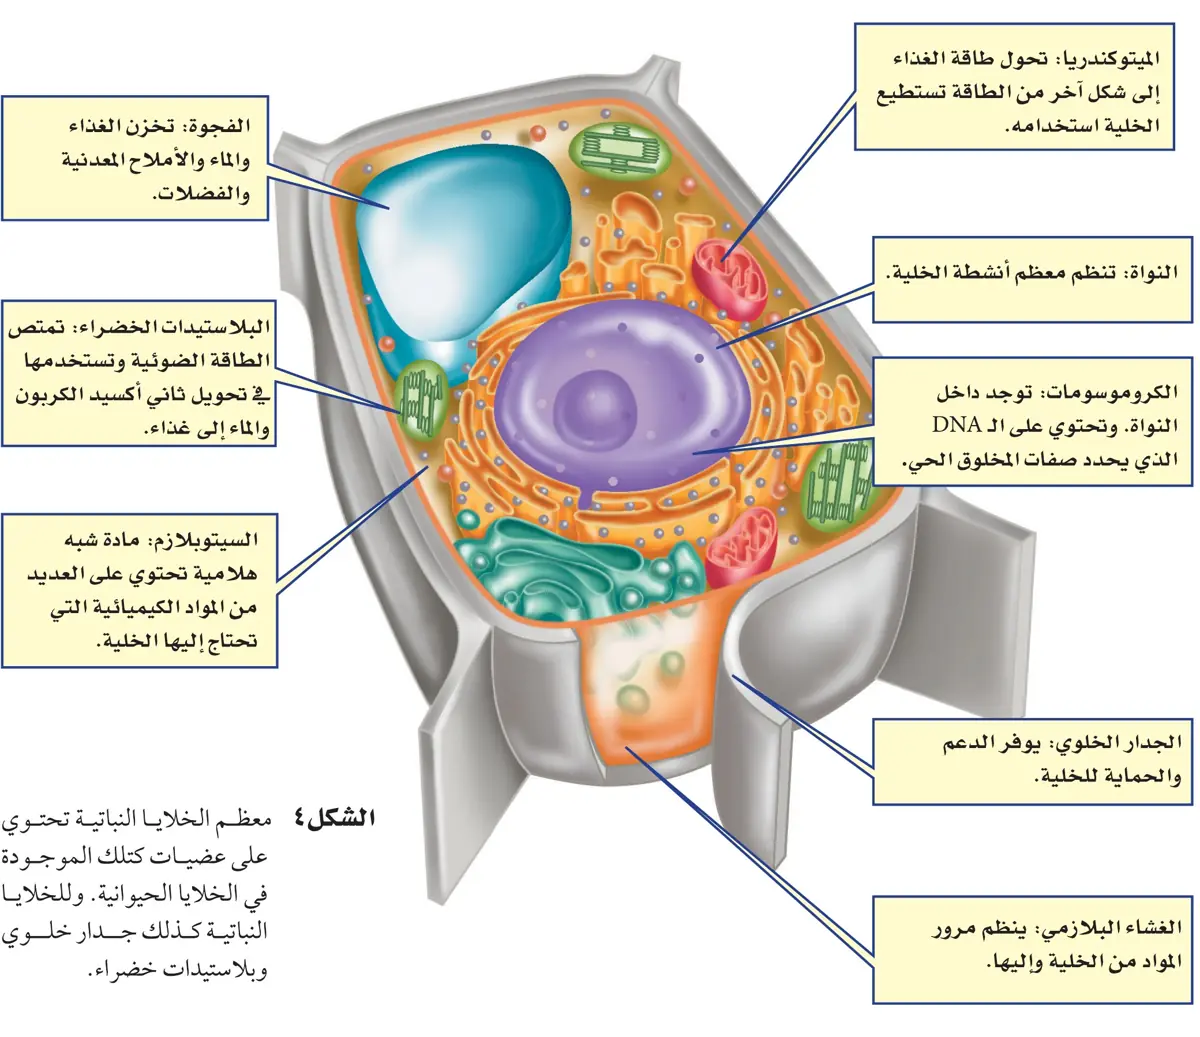 الميتوكندريا: تحول طاقة الغذاء
إلى شكل آخر من الطاقة تستطيع
الخلية استخدامه.
النواة: تنظم معظم أنشطة الخلية.
الكروموسومات: توجد داخل
النواة. وتحتوي على الـ DNA
الذي يحدد صفات المخلوق الحي.
الجدار الخلوي: يوفر الدعم
والحماية للخلية.
الغشاء البلازمي: ينظم مرور
المواد من الخلية وإليها.
الفجوة: تخزن الغذاء
والماء والأملاح المعدنية
والفضلات.
البلاستيدات الخضراء: تمتص
الطاقة الضوئية وتستخدمها
في تحويل ثاني أكسيد الكربون
والماء إلى غذاء.
السيتوبلازم: مادة شبه
هلامية تحتوي على العديد
من المواد الكيميائية التي
تحتاج إليها الخلية.
الشكل ٤ معظم الخلايا النباتية تحتوي
على عضيات كتلك الموجودة
في الخلايا الحيوانية. وللخلايا
النباتية كذلك جدار خلوي
وبلاستيدات خضراء.